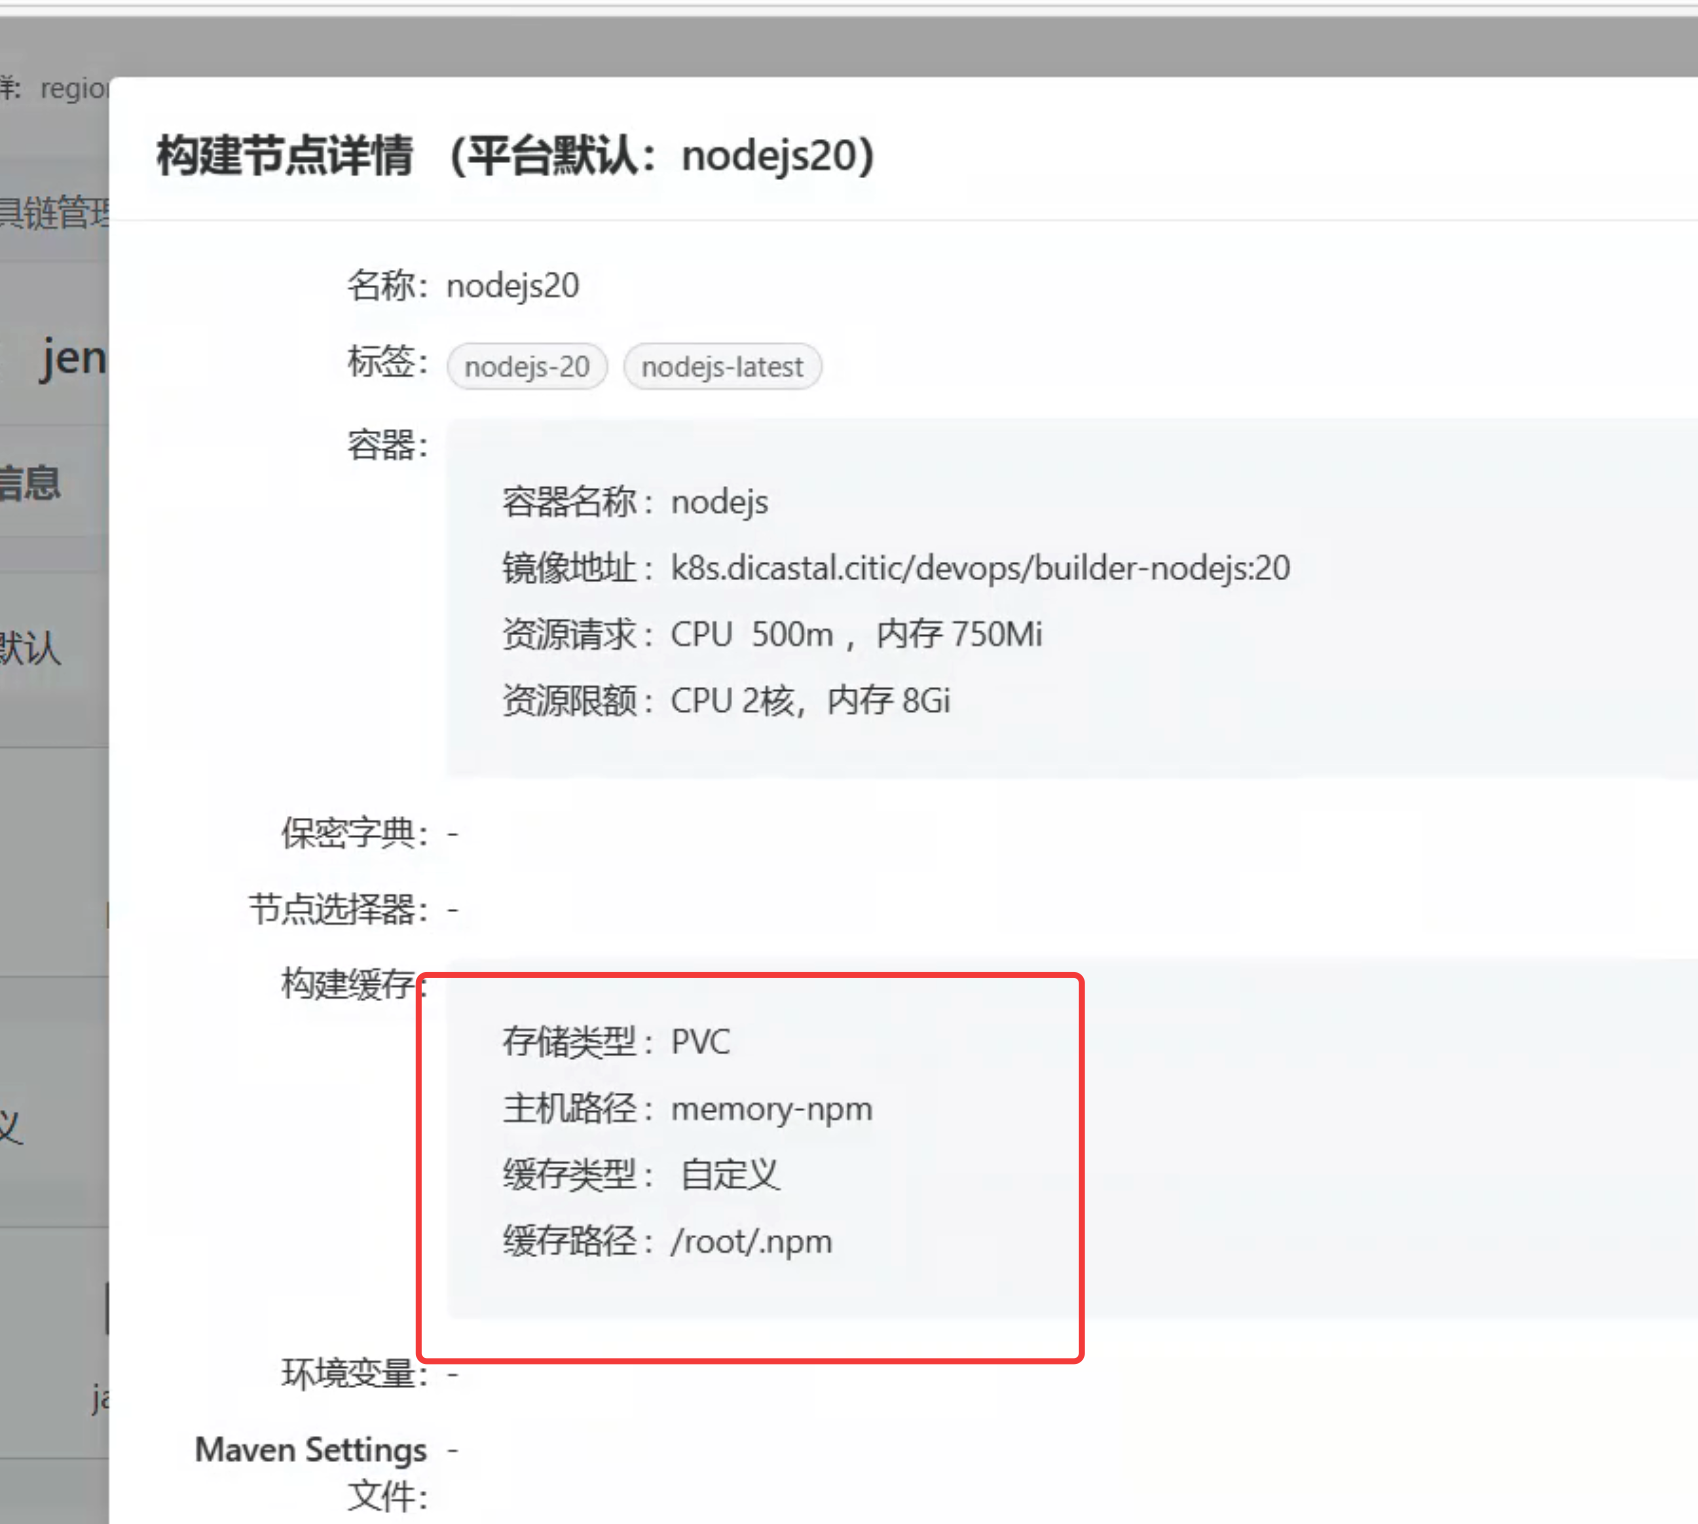 群: region
具链管理
jen
信息
默认
义
ja
构建节点详情 （平台默认：nodejs20）
名称： nodejs20
标签： nodejs-20 nodejs-latest
容器：
容器名称： nodejs
镜像地址： k8s.dicastal.citic/devops/builder-nodejs:20
资源请求： CPU 500m ，内存 750Mi
资源限额： CPU 2核，内存 8Gi
保密字典： -
节点选择器： -
构建缓存：
存储类型： PVC
主机路径： memory-npm
缓存类型： 自定义
缓存路径： /root/.npm
环境变量： -
Maven Settings -
文件：